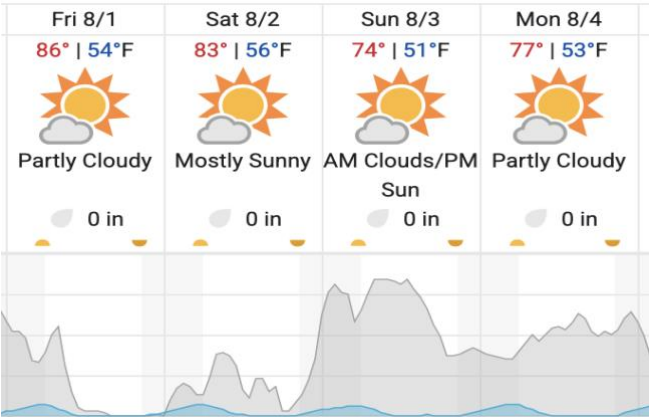 Fri 8/1 Sat 8/2 Sun 8/3 Mon 8/4
86° | 54°F 83° | 56°F 74° | 51°F 77° | 53°F
Partly Cloudy Mostly Sunny AM Clouds/PM Partly Cloudy
Sun
0 in 0 in 0 in 0 in